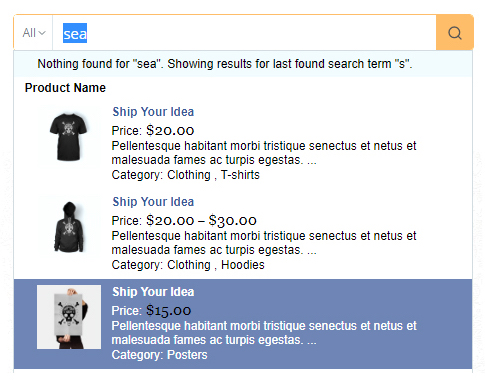 All
sea
Nothing found for "sea". Showing results for last found search term "s".
Product Name
Ship Your Idea
Price: $20.00
Pellentesque habitant morbi tristique senectus et netus et
malesuada fames ac turpis egestas. ...
Category: Clothing , T-shirts
Ship Your Idea
Price: $20.00 – $30.00
Pellentesque habitant morbi tristique senectus et netus et
malesuada fames ac turpis egestas. ...
Category: Clothing , Hoodies
Ship Your Idea
Price: $15.00
Pellentesque habitant morbi tristique senectus et netus et
malesuada fames ac turpis egestas. ...
Category: Posters